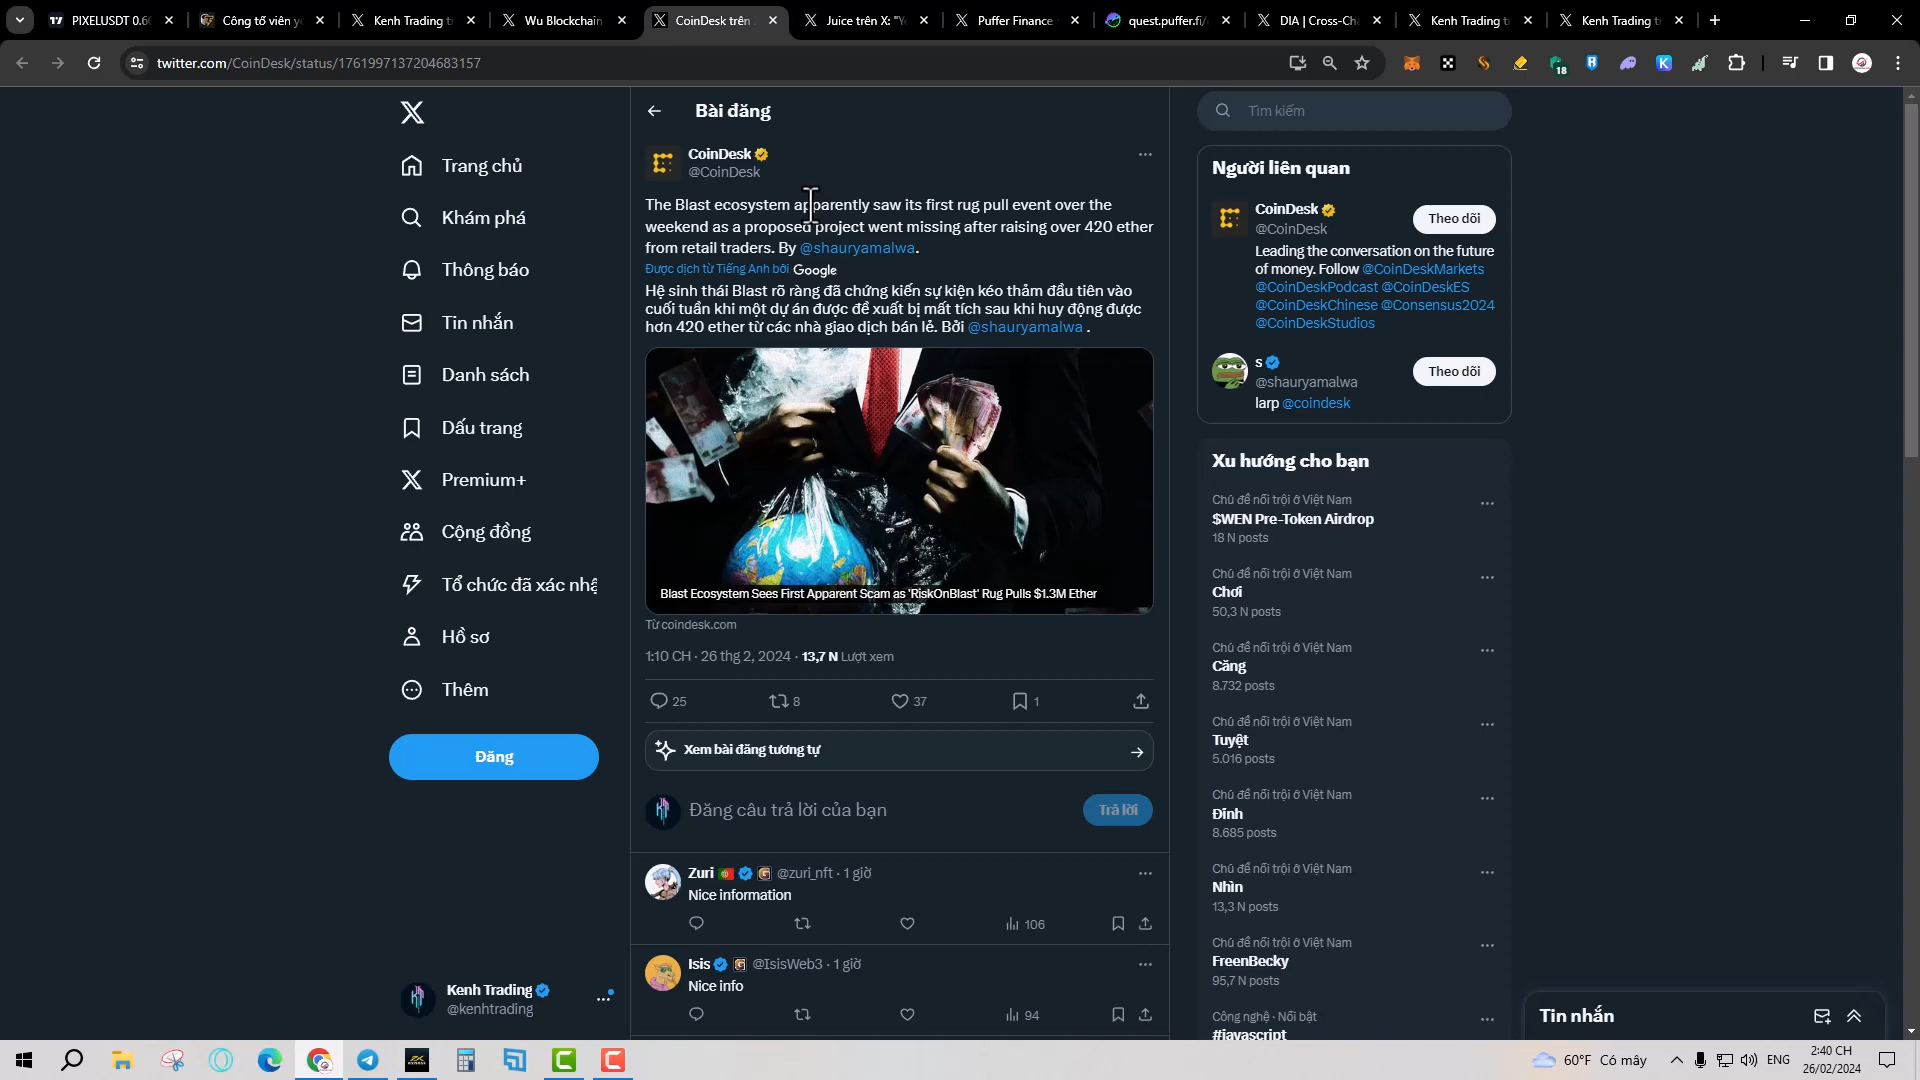 PIXELUSDT 0.6
Công tố viên y
Kenh Trading t
Wu Blockchain
CoinDesk trên
Juice trên X: "Y
Puffer Finance
quest.puffer.fi/
DIA | Cross-Cha
Kenh Trading t
Kenh Trading t
twitter.com/CoinDesk/status/1761997137204683157
18
Trang chủ
Khám phá
Thông báo
Tin nhắn
Danh sách
Dấu trang
Premium+
Cộng đồng
Tổ chức đã xác nhậ
Hồ sơ
Thêm
Đăng
Kenh Trading
@kenhtrading
Bài đăng
CoinDesk
@CoinDesk
The Blast ecosystem apparently saw its first rug pull event over the
weekend as a proposed project went missing after raising over 420 ether
from retail traders. By @shauryamalwa.
Được dịch từ Tiếng Anh bởi Google
Hệ sinh thái Blast rõ ràng đã chứng kiến sự kiện kéo thảm đầu tiên vào
cuối tuần khi một dự án được đề xuất bị mất tích sau khi huy động được
hơn 420 ether từ các nhà giao dịch bán lẻ. Bởi @shauryamalwa .
Blast Ecosystem Sees First Apparent Scam as 'RiskOnBlast' Rug Pulls $1.3M Ether
Từ coindesk.com
1:10 CH · 26 thg 2, 2024 · 13,7 N Lượt xem
25
8
37
1
Xem bài đăng tương tự
Đăng câu trả lời của bạn
Trả lời
Zuri @zuri_nft · 1 giờ
Nice information
106
Isis @IsisWeb3 · 1 giờ
Nice info
94
Tìm kiếm
Người liên quan
CoinDesk
@CoinDesk
Theo dõi
Leading the conversation on the future
of money. Follow @CoinDeskMarkets
@CoinDeskPodcast @CoinDeskES
@CoinDeskChinese @Consensus2024
@CoinDeskStudios
s
@shauryamalwa
Theo dõi
larp @coindesk
Xu hướng cho bạn
Chủ đề nổi trội ở Việt Nam
$WEN Pre-Token Airdrop
18 N posts
Chủ đề nổi trội ở Việt Nam
Chơi
50,3 N posts
Chủ đề nổi trội ở Việt Nam
Căng
8.732 posts
Chủ đề nổi trội ở Việt Nam
Tuyệt
5.016 posts
Chủ đề nổi trội ở Việt Nam
Đỉnh
8.685 posts
Chủ đề nổi trội ở Việt Nam
Nhìn
13,3 N posts
Chủ đề nổi trội ở Việt Nam
FreenBecky
95,7 N posts
Công nghệ · Nổi bật
#javascript
Tin nhắn
60°F Có mây
ENG
2:40 CH
26/02/2024